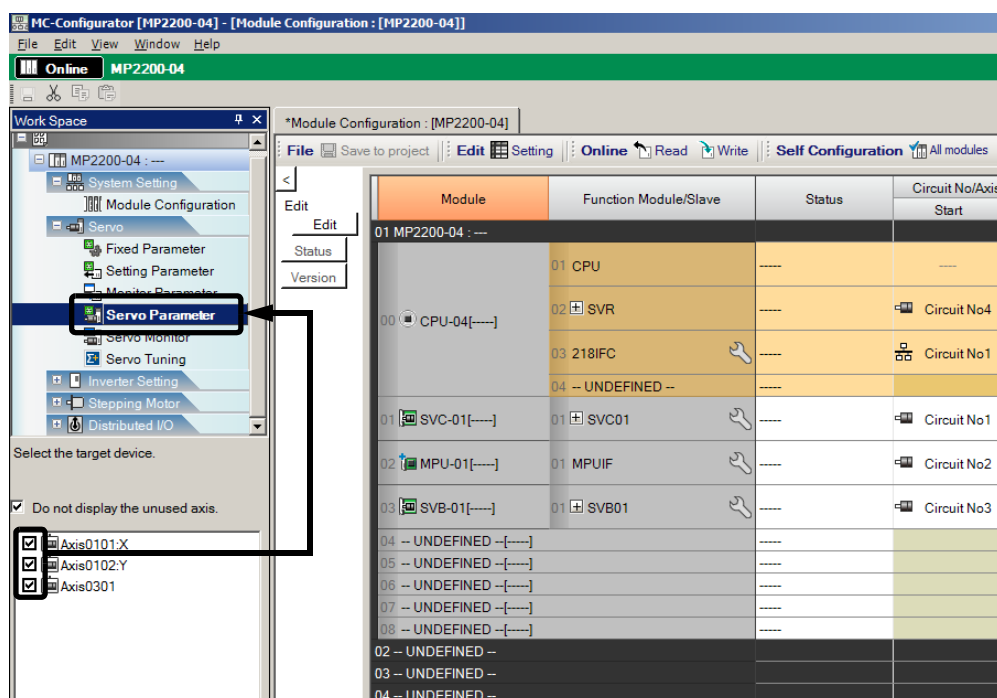 MC-Configurator [MP2200-04] - [Module Configuration : [MP2200-04]]
File Edit View Window Help
Online MP2200-04
Work Space
MP2200-04 : ---
System Setting
Module Configuration
Servo
Fixed Parameter
Setting Parameter
Monitor Parameter
Servo Parameter
Servo Monitor
Servo Tuning
Inverter Setting
Stepping Motor
Distributed I/O
Select the target device.
Do not display the unused axis.
Axis0101:X
Axis0102:Y
Axis0301
*Module Configuration : [MP2200-04]
File Save to project Edit Setting Online Read Write Self Configuration All modules
<
Edit
Edit
Status
Version
Module Function Module/Slave Status Circuit No/Axis
Start
01 MP2200-04 : ---
00 CPU-04[-----]
01 CPU ----- ----
02 SVR ----- Circuit No4
03 218IFC ----- Circuit No1
04 -- UNDEFINED -- -----
01 SVC-01[-----] 01 SVC01 ----- Circuit No1
02 MPU-01[-----] 01 MPUIF ----- Circuit No2
03 SVB-01[-----] 01 SVB01 ----- Circuit No3
04 -- UNDEFINED --[-----] -----
05 -- UNDEFINED --[-----] -----
06 -- UNDEFINED --[-----] -----
07 -- UNDEFINED --[-----] -----
08 -- UNDEFINED --[-----] -----
02 -- UNDEFINED --
03 -- UNDEFINED --
04 -- UNDEFINED --